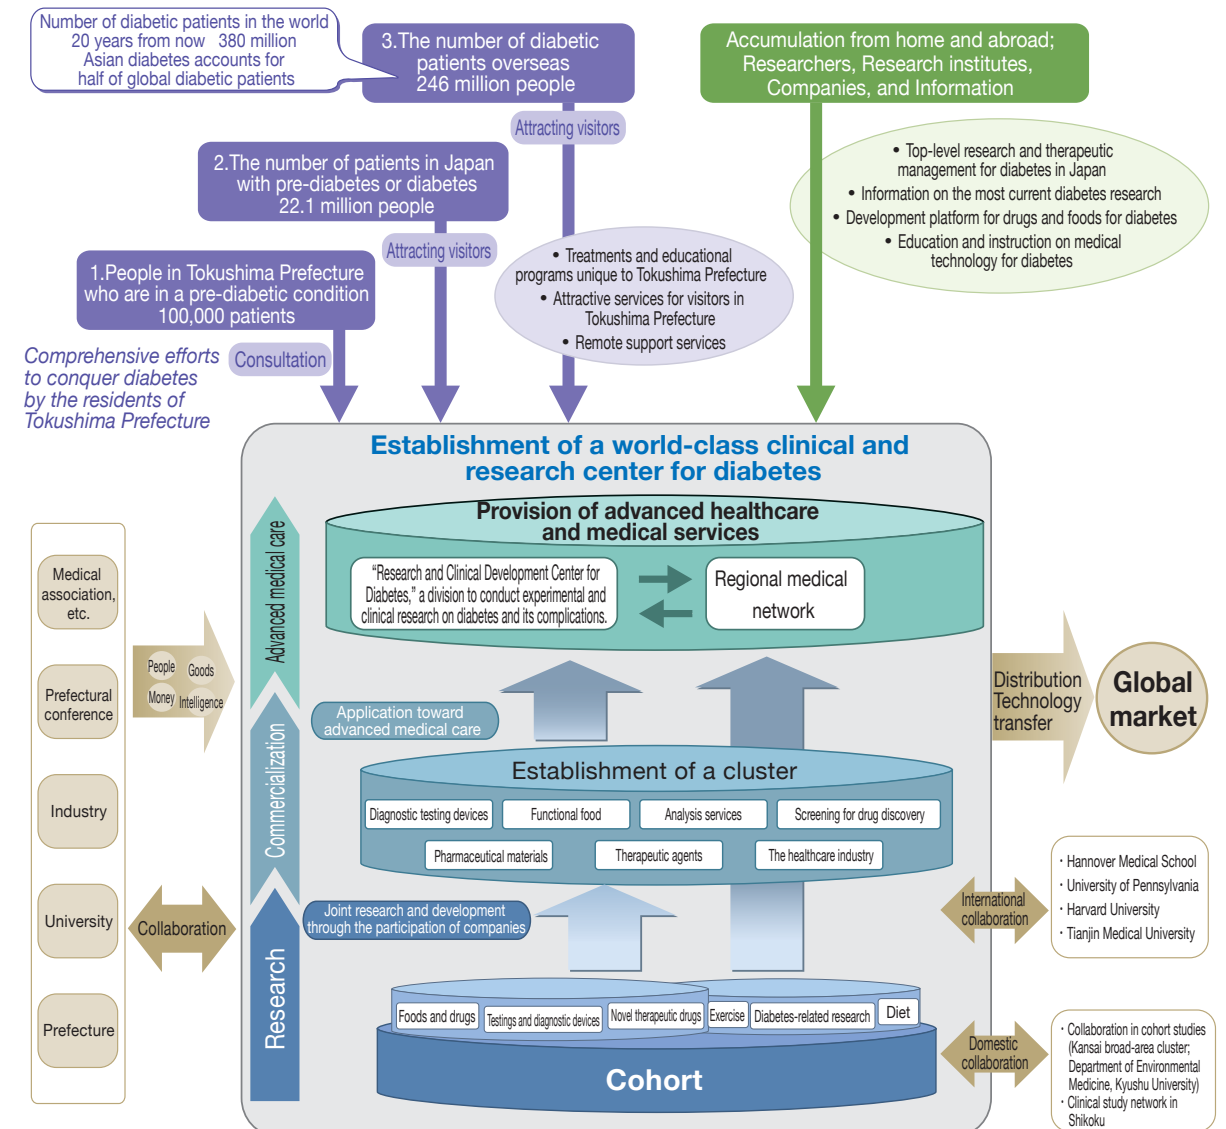 Number of diabetic patients in the world
20 years from now 380 million
Asian diabetes accounts for
half of global diabetic patients
3.The number of diabetic
patients overseas
246 million people
Attracting visitors
Accumulation from home and abroad;
Researchers, Research institutes,
Companies, and Information
• Top-level research and therapeutic
management for diabetes in Japan
• Information on the most current diabetes research
• Development platform for drugs and foods for diabetes
• Education and instruction on medical
technology for diabetes
2.The number of patients in Japan
with pre-diabetes or diabetes
22.1 million people
Attracting visitors
• Treatments and educational
programs unique to Tokushima Prefecture
• Attractive services for visitors in
Tokushima Prefecture
• Remote support services
1.People in Tokushima Prefecture
who are in a pre-diabetic condition
100,000 patients
Consultation
Comprehensive efforts
to conquer diabetes
by the residents of
Tokushima Prefecture
Establishment of a world-class clinical and
research center for diabetes
Provision of advanced healthcare
and medical services
"Research and Clinical Development Center for
Diabetes," a division to conduct experimental and
clinical research on diabetes and its complications.
Regional medical
network
Advanced medical care
Commercialization
Research
Medical
association,
etc.
Prefectural
conference
Industry
University
Prefecture
People
Goods
Money
Intelligence
Collaboration
Application toward
advanced medical care
Establishment of a cluster
Diagnostic testing devices
Functional food
Analysis services
Screening for drug discovery
Pharmaceutical materials
Therapeutic agents
The healthcare industry
Joint research and development
through the participation of companies
Foods and drugs
Testings and diagnostic devices
Novel therapeutic drugs
Exercise
Diabetes-related research
Diet
Cohort
Distribution
Technology
transfer
Global
market
International
collaboration
・Hannover Medical School
・University of Pennsylvania
・Harvard University
・Tianjin Medical University
Domestic
collaboration
・Collaboration in cohort studies
(Kansai broad-area cluster;
Department of Environmental
Medicine, Kyushu University)
・Clinical study network in
Shikoku